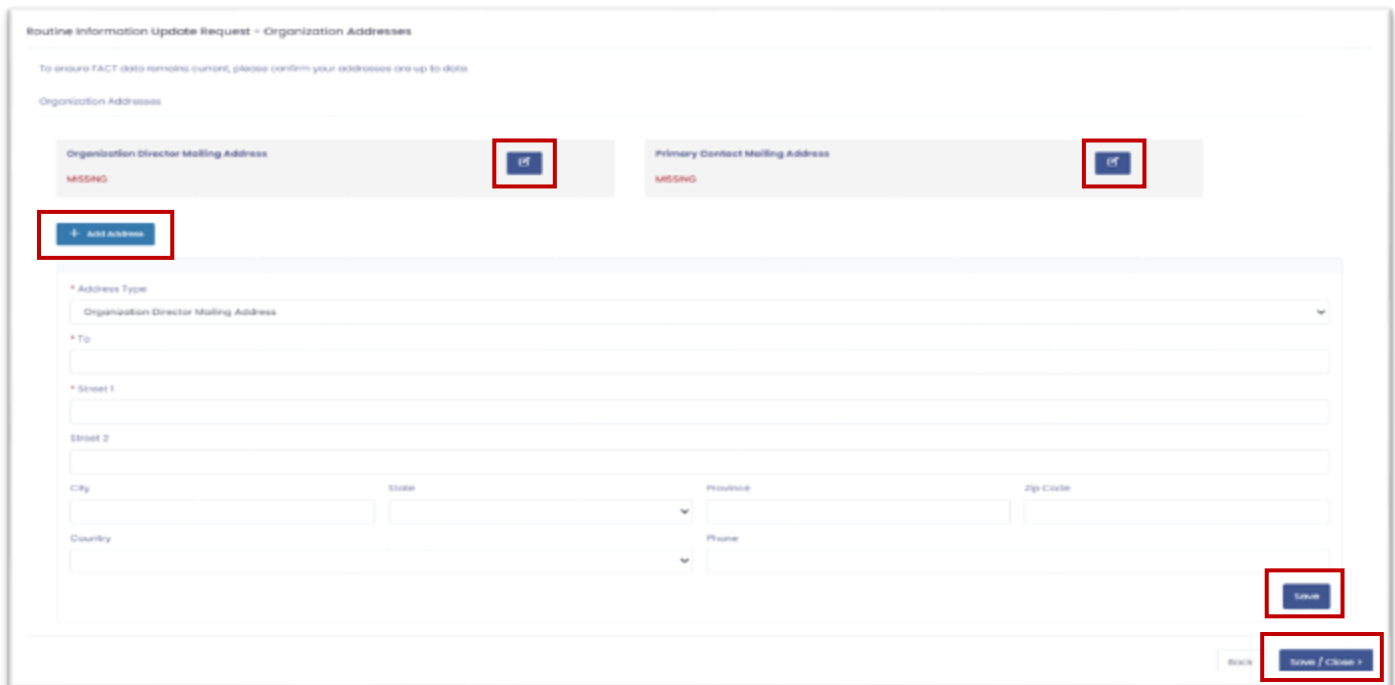 Routine Information Update Request - Organization Addresses
To ensure FACT data remains current, please confirm your addresses are up to date.
Organization Addresses
Organization Director Mailing Address
MISSING
Primary Contact Mailing Address
MISSING
+ Add Address
* Address Type
Organization Director Mailing Address
* To
* Street 1
Street 2
City State Province Zip Code
Country Phone
Save
Back Save / Close >